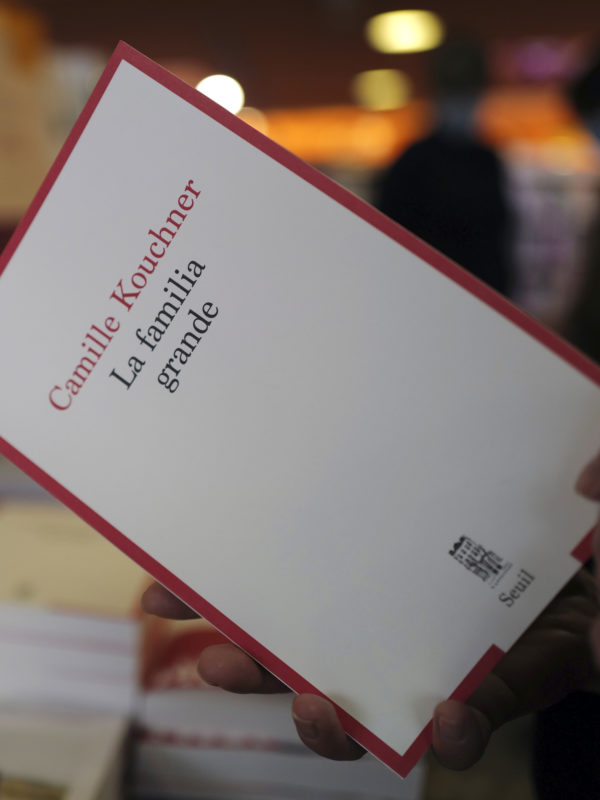 Camille Kouchner
La familia
grande
Seuil